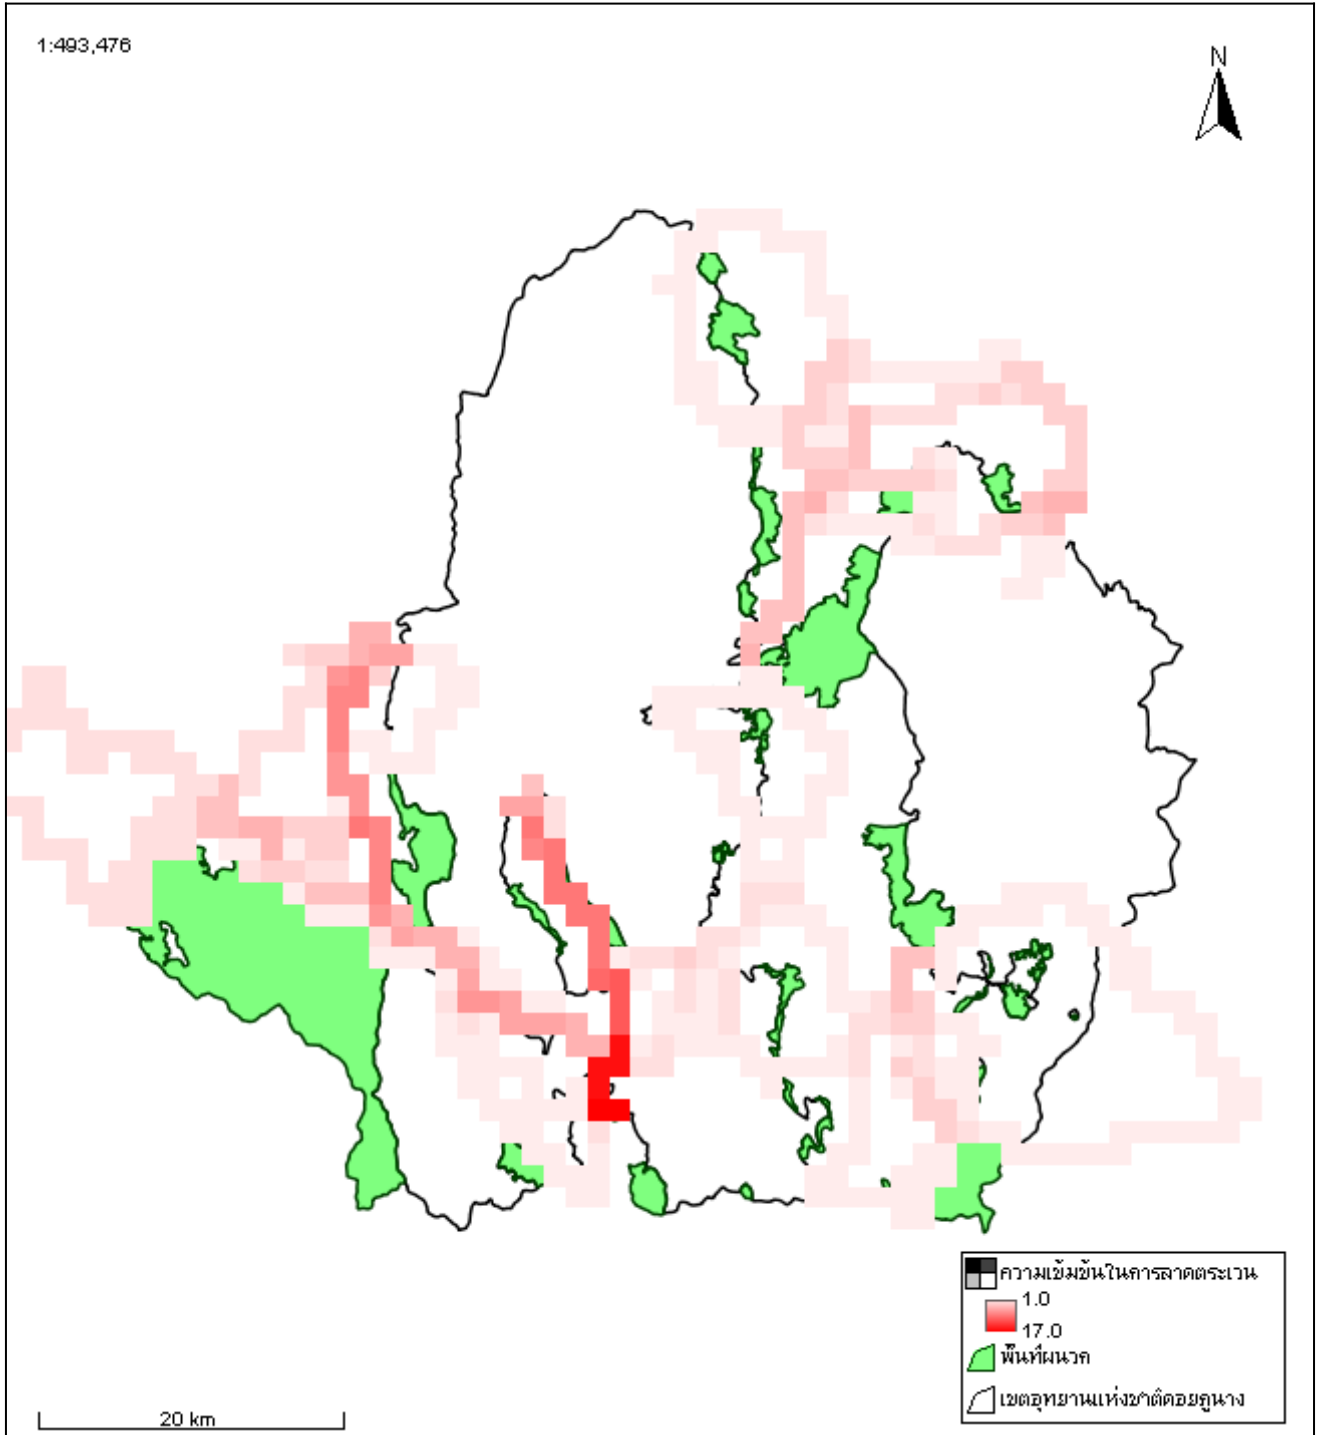 1:493,476
N
ความเข้มข้นในการลาดตระเวน
1.0
17.0
พื้นที่ผนวก
เขตอุทยานแห่งชาติดอยภูนาง
20 km